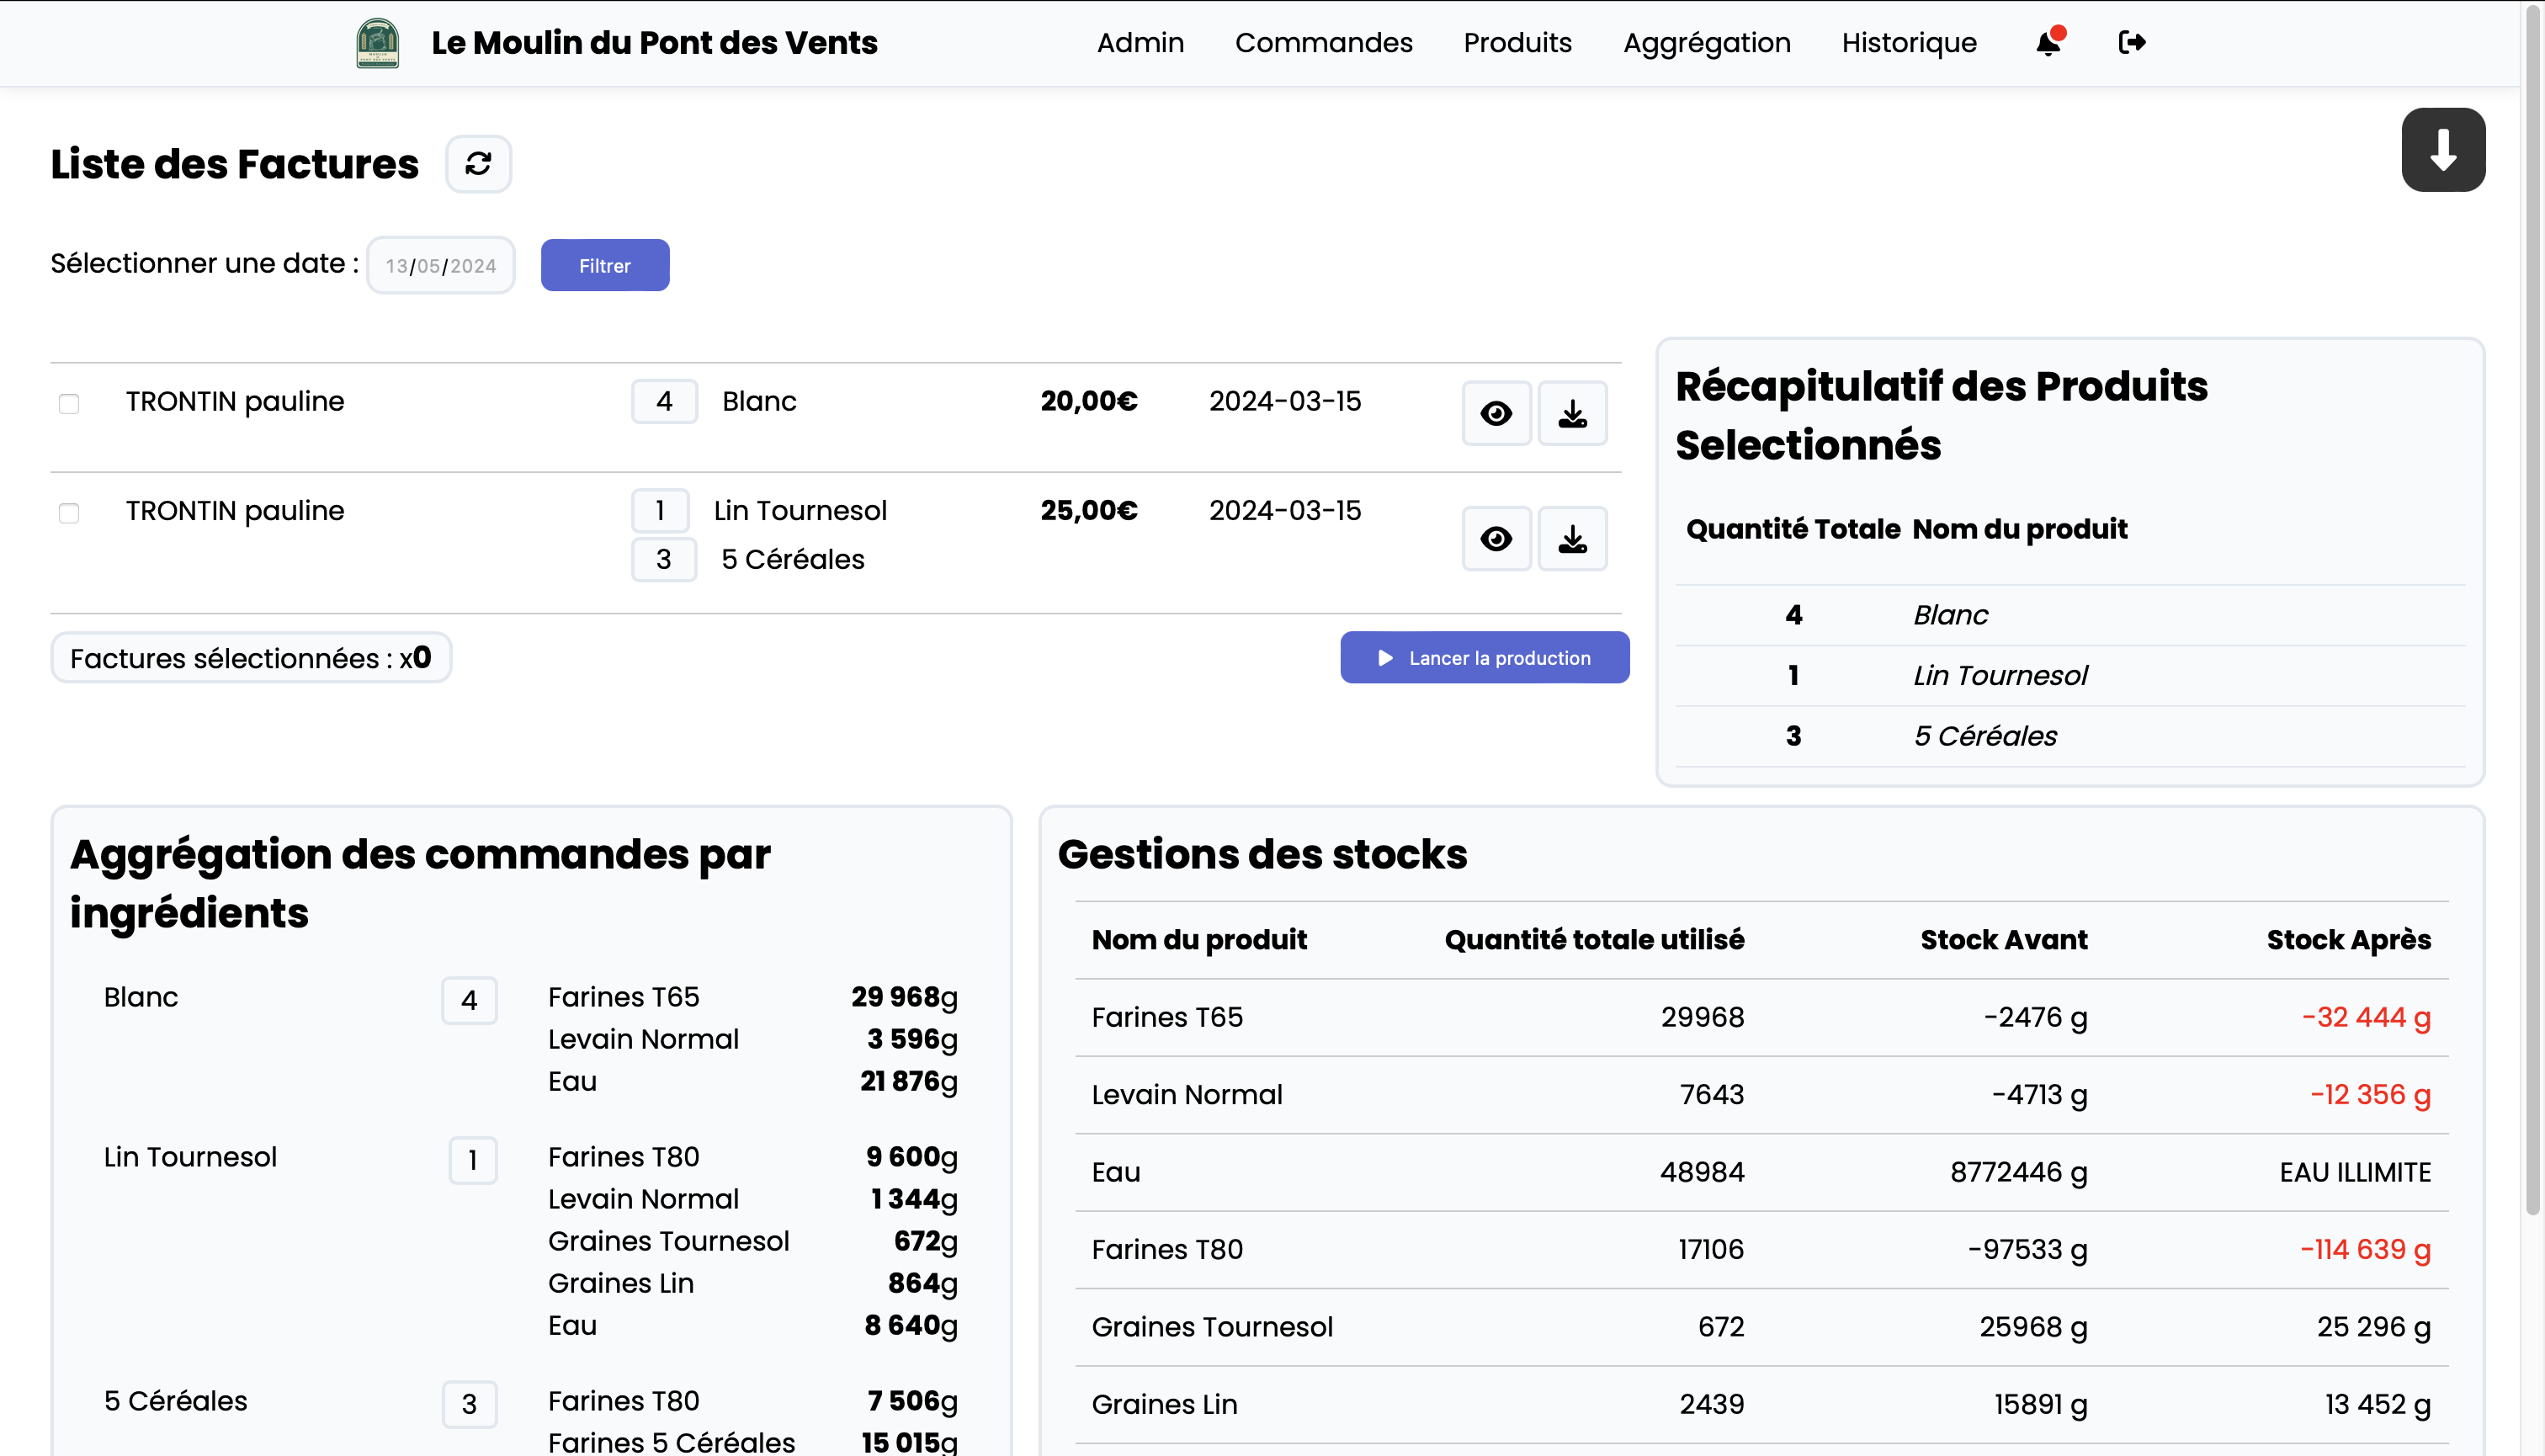 Le Moulin du Pont des Vents Admin Commandes Produits Aggrégation Historique
Liste des Factures
Sélectionner une date : 13/05/2024 Filtrer
TRONTIN pauline 4 Blanc 20,00€ 2024-03-15
TRONTIN pauline 1 Lin Tournesol 25,00€ 2024-03-15
3 5 Céréales
Factures sélectionnées : x0 Lancer la production
Récapitulatif des Produits
Selectionnés
Quantité Totale Nom du produit
4 Blanc
1 Lin Tournesol
3 5 Céréales
Aggrégation des commandes par
ingrédients
Blanc 4 Farines T65 29 968g
Levain Normal 3 596g
Eau 21 876g
Lin Tournesol 1 Farines T80 9 600g
Levain Normal 1 344g
Graines Tournesol 672g
Graines Lin 864g
Eau 8 640g
5 Céréales 3 Farines T80 7 506g
Farines 5 Céréales 15 015g
Gestions des stocks
Nom du produit Quantité totale utilisé Stock Avant Stock Après
Farines T65 29968 -2476 g -32 444 g
Levain Normal 7643 -4713 g -12 356 g
Eau 48984 8772446 g EAU ILLIMITE
Farines T80 17106 -97533 g -114 639 g
Graines Tournesol 672 25968 g 25 296 g
Graines Lin 2439 15891 g 13 452 g